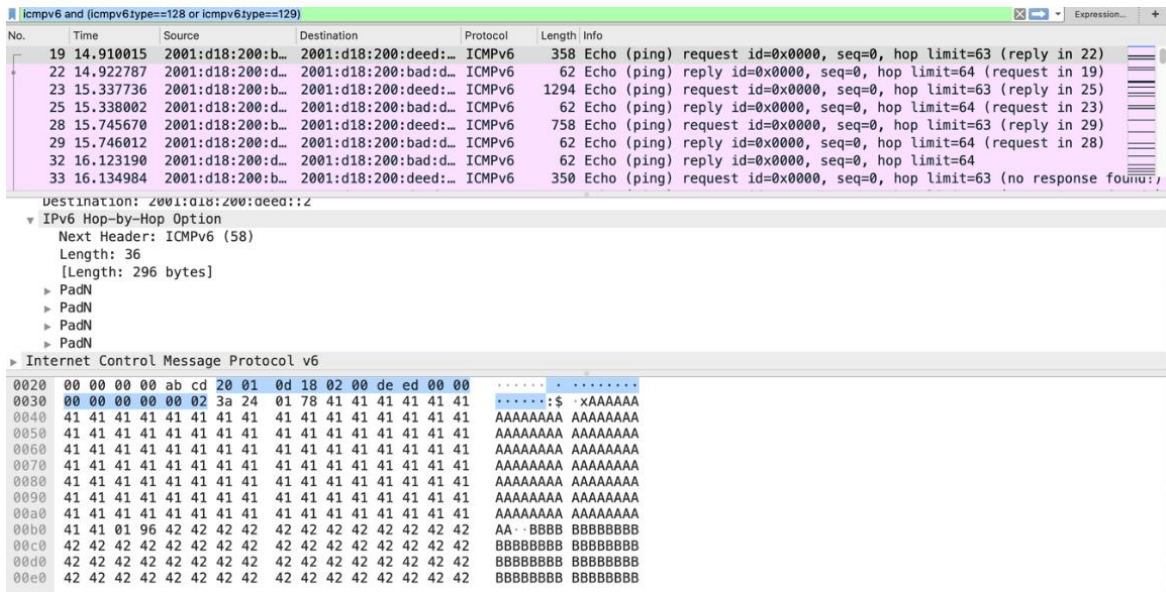 icmpv6 and (icmpv6.type==128 or icmpv6.type==129)
Expression...
+
No. Time Source Destination Protocol Length Info
19 14.910015 2001:d18:200:b… 2001:d18:200:deed:… ICMPv6 358 Echo (ping) request id=0x0000, seq=0, hop limit=63 (reply in 22)
22 14.922787 2001:d18:200:d… 2001:d18:200:bad:d… ICMPv6 62 Echo (ping) reply id=0x0000, seq=0, hop limit=64 (request in 19)
23 15.337736 2001:d18:200:b… 2001:d18:200:deed:… ICMPv6 1294 Echo (ping) request id=0x0000, seq=0, hop limit=63 (reply in 25)
25 15.338002 2001:d18:200:d… 2001:d18:200:bad:d… ICMPv6 62 Echo (ping) reply id=0x0000, seq=0, hop limit=64 (request in 23)
28 15.745670 2001:d18:200:b… 2001:d18:200:deed:… ICMPv6 758 Echo (ping) request id=0x0000, seq=0, hop limit=63 (reply in 29)
29 15.746012 2001:d18:200:d… 2001:d18:200:bad:d… ICMPv6 62 Echo (ping) reply id=0x0000, seq=0, hop limit=64 (request in 28)
32 16.123190 2001:d18:200:d… 2001:d18:200:bad:d… ICMPv6 62 Echo (ping) reply id=0x0000, seq=0, hop limit=64
33 16.134984 2001:d18:200:b… 2001:d18:200:deed:… ICMPv6 350 Echo (ping) request id=0x0000, seq=0, hop limit=63 (no response found!)
Destination: 2001:d18:200:deed::2
IPv6 Hop-by-Hop Option
Next Header: ICMPv6 (58)
Length: 36
[Length: 296 bytes]
PadN
PadN
PadN
PadN
Internet Control Message Protocol v6
0020 00 00 00 00 ab cd 20 01 0d 18 02 00 de ed 00 00 ······ · ········
0030 00 00 00 00 00 02 3a 24 01 78 41 41 41 41 41 41 ······:$ ·xAAAAAA
0040 41 41 41 41 41 41 41 41 41 41 41 41 41 41 41 41 AAAAAAAA AAAAAAAA
0050 41 41 41 41 41 41 41 41 41 41 41 41 41 41 41 41 AAAAAAAA AAAAAAAA
0060 41 41 41 41 41 41 41 41 41 41 41 41 41 41 41 41 AAAAAAAA AAAAAAAA
0070 41 41 41 41 41 41 41 41 41 41 41 41 41 41 41 41 AAAAAAAA AAAAAAAA
0080 41 41 41 41 41 41 41 41 41 41 41 41 41 41 41 41 AAAAAAAA AAAAAAAA
0090 41 41 41 41 41 41 41 41 41 41 41 41 41 41 41 41 AAAAAAAA AAAAAAAA
00a0 41 41 41 41 41 41 41 41 41 41 41 41 41 41 41 41 AAAAAAAA AAAAAAAA
00b0 41 41 01 96 42 42 42 42 42 42 42 42 42 42 42 42 AA··BBBB BBBBBBBB
00c0 42 42 42 42 42 42 42 42 42 42 42 42 42 42 42 42 BBBBBBBB BBBBBBBB
00d0 42 42 42 42 42 42 42 42 42 42 42 42 42 42 42 42 BBBBBBBB BBBBBBBB
00e0 42 42 42 42 42 42 42 42 42 42 42 42 42 42 42 42 BBBBBBBB BBBBBBBB